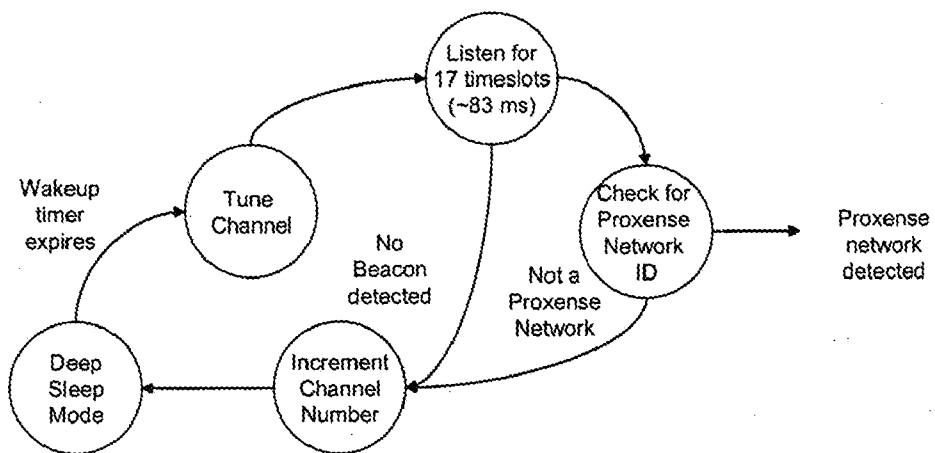 Listen for
17 timeslots
(~83 ms)
Wakeup
timer
expires
Tune
Channel
Check for
Proxense
Network
ID
Proxense
network
detected
No
Beacon
detected
Not a
Proxense
Network
Deep
Sleep
Mode
Increment
Channel
Number